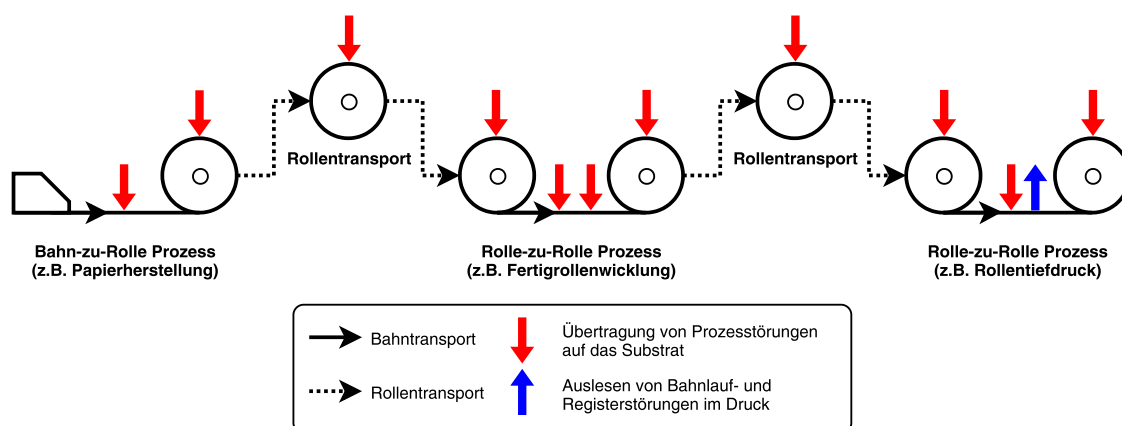 Rollentransport
Rollentransport
Bahn-zu-Rolle Prozess
(z.B. Papierherstellung)
Rolle-zu-Rolle Prozess
(z.B. Fertigrollenwicklung)
Rolle-zu-Rolle Prozess
(z.B. Rollentiefdruck)
Bahntransport
Übertragung von Prozesstörungen
auf das Substrat
Rollentransport
Auslesen von Bahnlauf- und
Registerstörungen im Druck